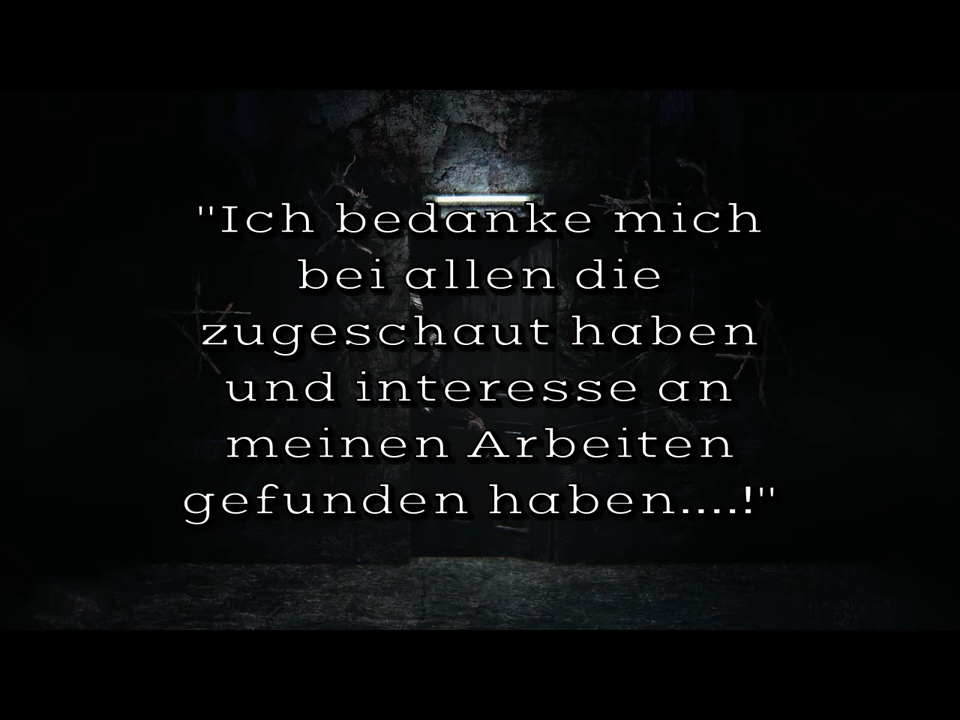 "Ich bedanke mich
bei allen die
zugeschaut haben
und interesse an
meinen Arbeiten
gefunden haben....!"